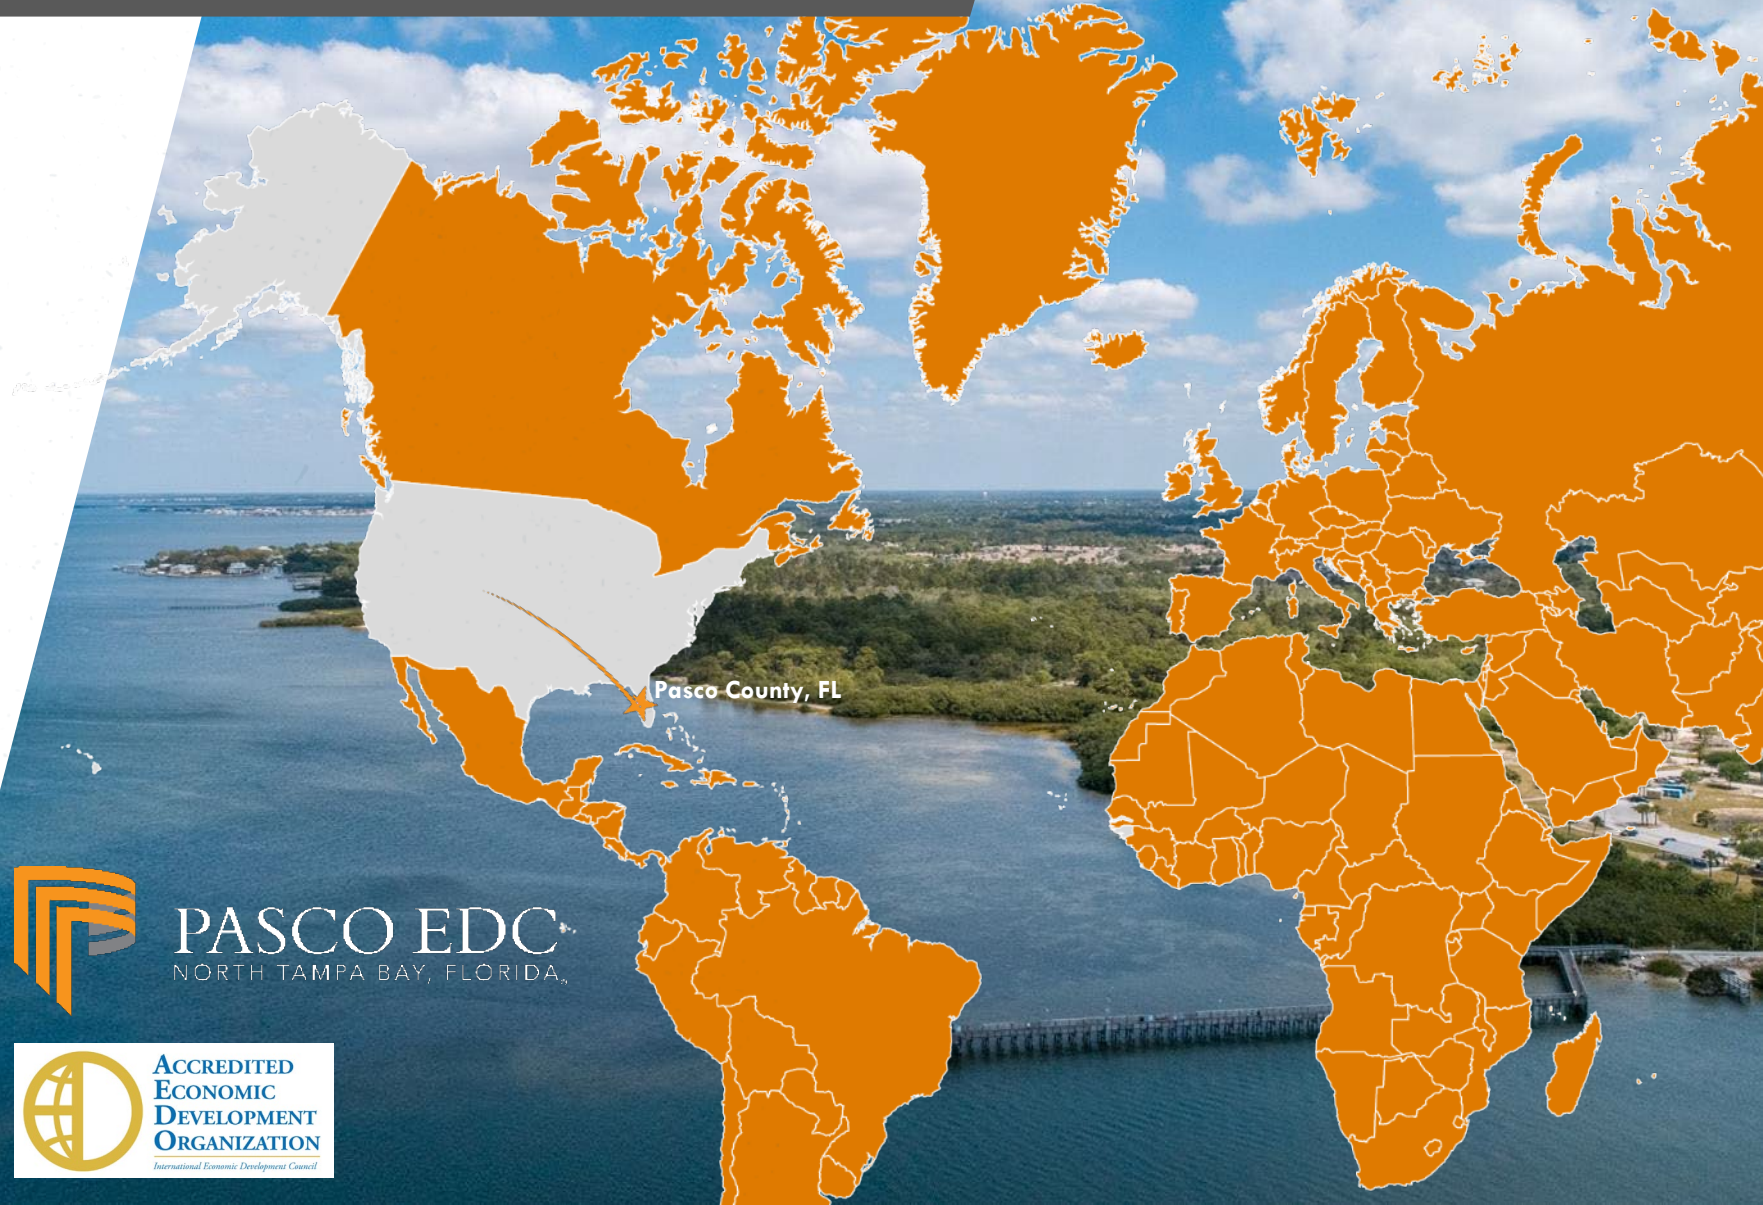 Pasco County, FL
PASCO EDC
NORTH TAMPA BAY, FLORIDA
ACCREDITED
ECONOMIC
DEVELOPMENT
ORGANIZATION
International Economic Development Council